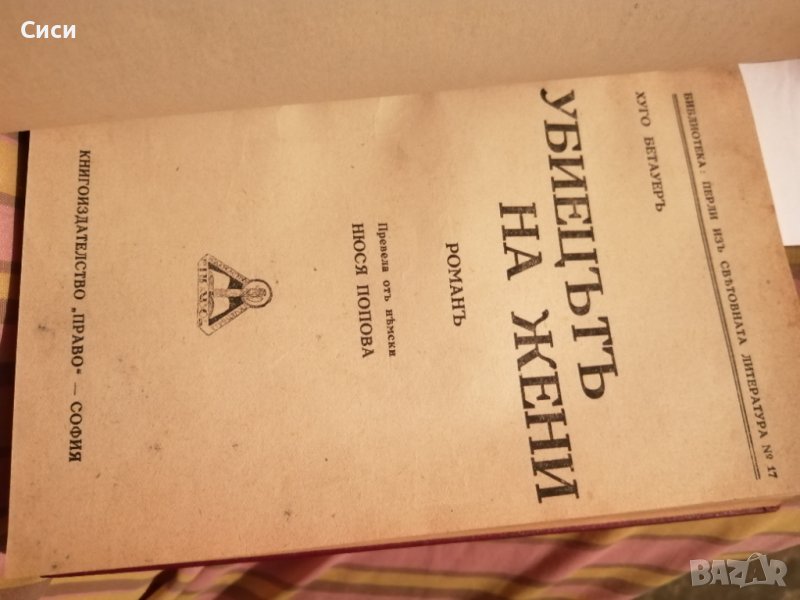 Сиси
БИБЛИОТЕКА: ПЕРЛИ ИЗЪ СВѢТОВНАТА ЛИТЕРАТУРА № 17
ХУГО БЕТАУЕРЪ
УБИЕЦЪТЪ
НА ЖЕНИ
РОМАНЪ
Превела отъ нѣмски
НЮСЯ ПОПОВА
КНИГОИЗДАТЕЛСТВО „ПРАВО“ — СОФИЯ
BAZAR